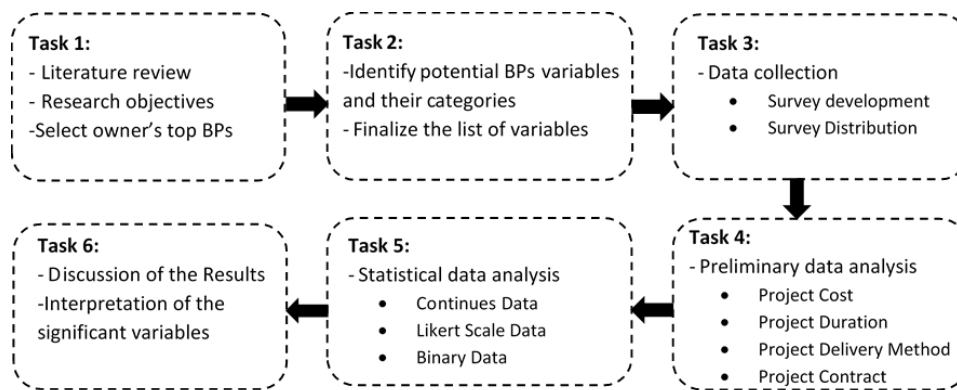 Task 1:
- Literature review
- Research objectives
-Select owner's top BPs
Task 2:
-Identify potential BPs variables
and their categories
- Finalize the list of variables
Task 3:
- Data collection
• Survey development
• Survey Distribution
Task 4:
- Preliminary data analysis
• Project Cost
• Project Duration
• Project Delivery Method
• Project Contract
Task 5:
- Statistical data analysis
• Continues Data
• Likert Scale Data
• Binary Data
Task 6:
- Discussion of the Results
-Interpretation of the
significant variables